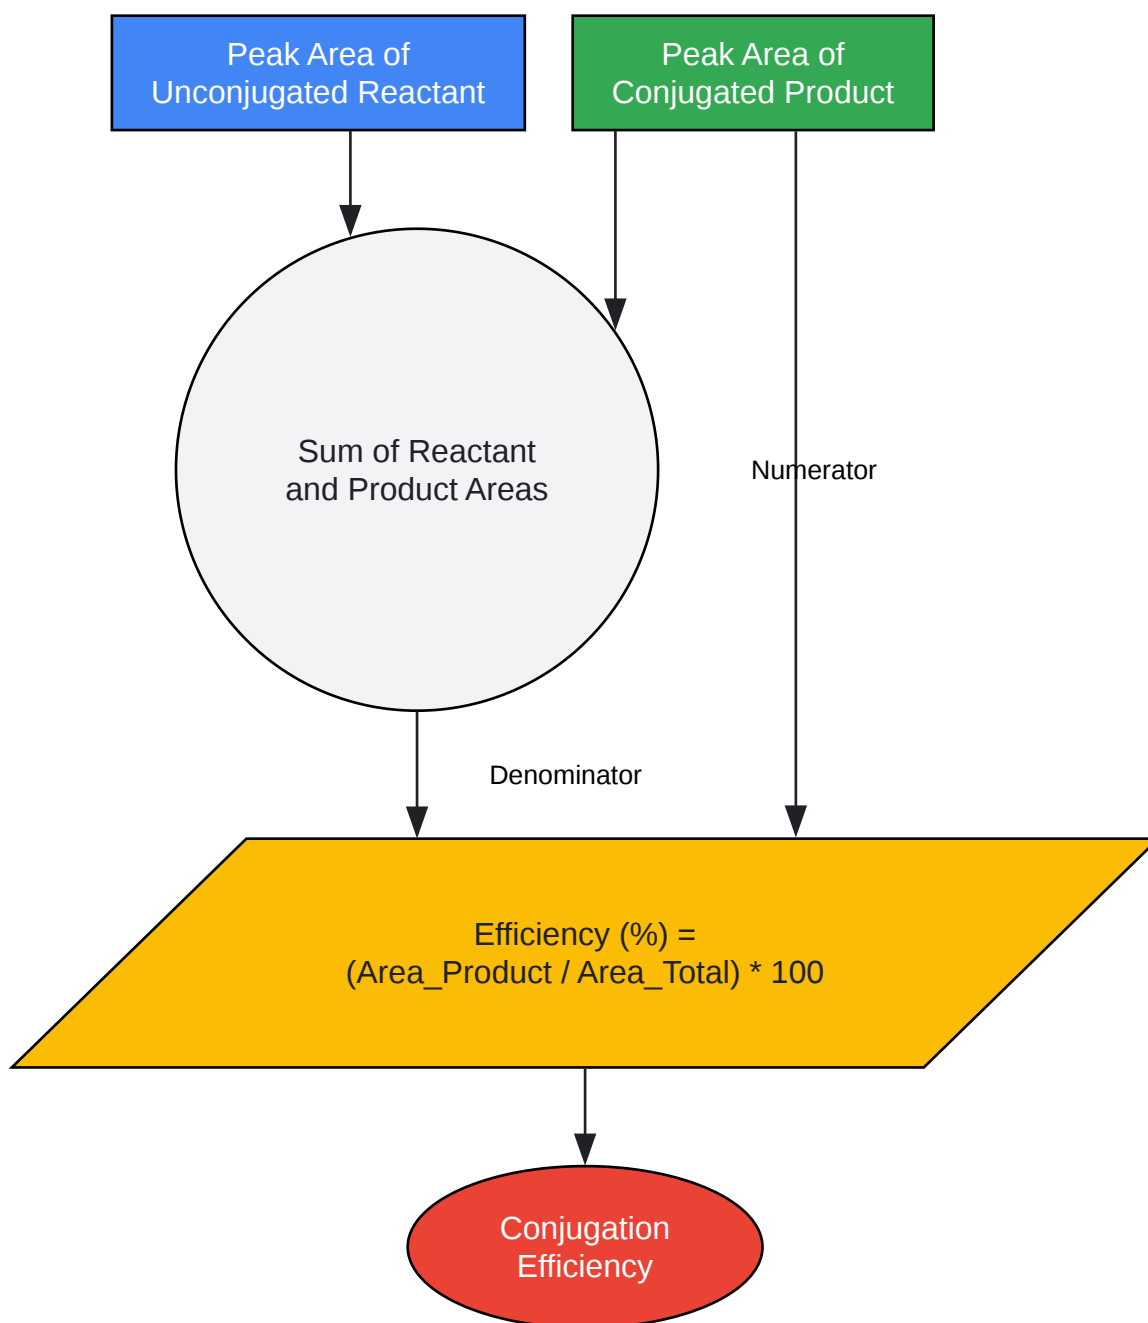 Peak Area of
Unconjugated Reactant
Peak Area of
Conjugated Product
Sum of Reactant
and Product Areas
Numerator
Denominator
Efficiency (%) =
(Area_Product / Area_Total) * 100
Conjugation
Efficiency